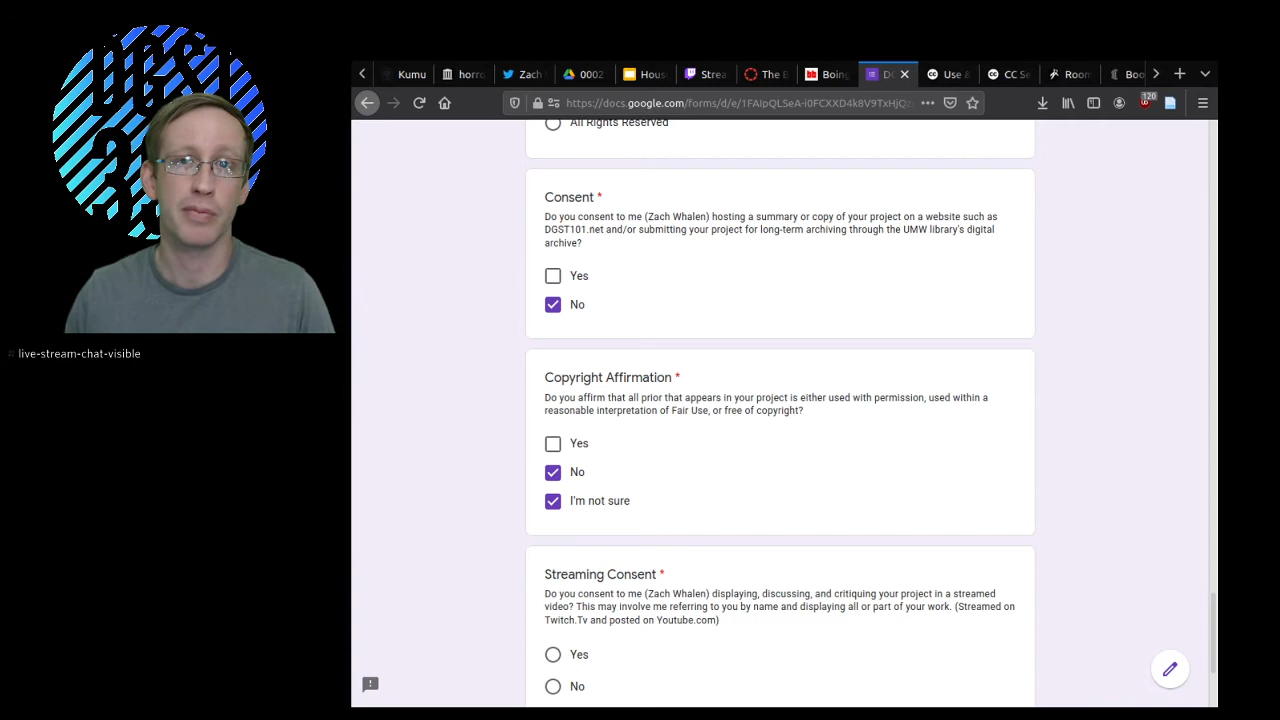 Kumu
horro
Zach
0002
Hous
Strea
The B
Boing
DG
Use &
CC Se
Room
Boo
https://docs.google.com/forms/d/e/1FAIpQLSeA-i0FCXXD4k8V9TxHjQz
120
All Rights Reserved
Consent *
Do you consent to me (Zach Whalen) hosting a summary or copy of your project on a website such as
DGST101.net and/or submitting your project for long-term archiving through the UMW library's digital
archive?
Yes
No
# live-stream-chat-visible
Copyright Affirmation *
Do you affirm that all prior that appears in your project is either used with permission, used within a
reasonable interpretation of Fair Use, or free of copyright?
Yes
No
I'm not sure
Streaming Consent *
Do you consent to me (Zach Whalen) displaying, discussing, and critiquing your project in a streamed
video? This may involve me referring to you by name and displaying all or part of your work. (Streamed on
Twitch.Tv and posted on Youtube.com)
Yes
No